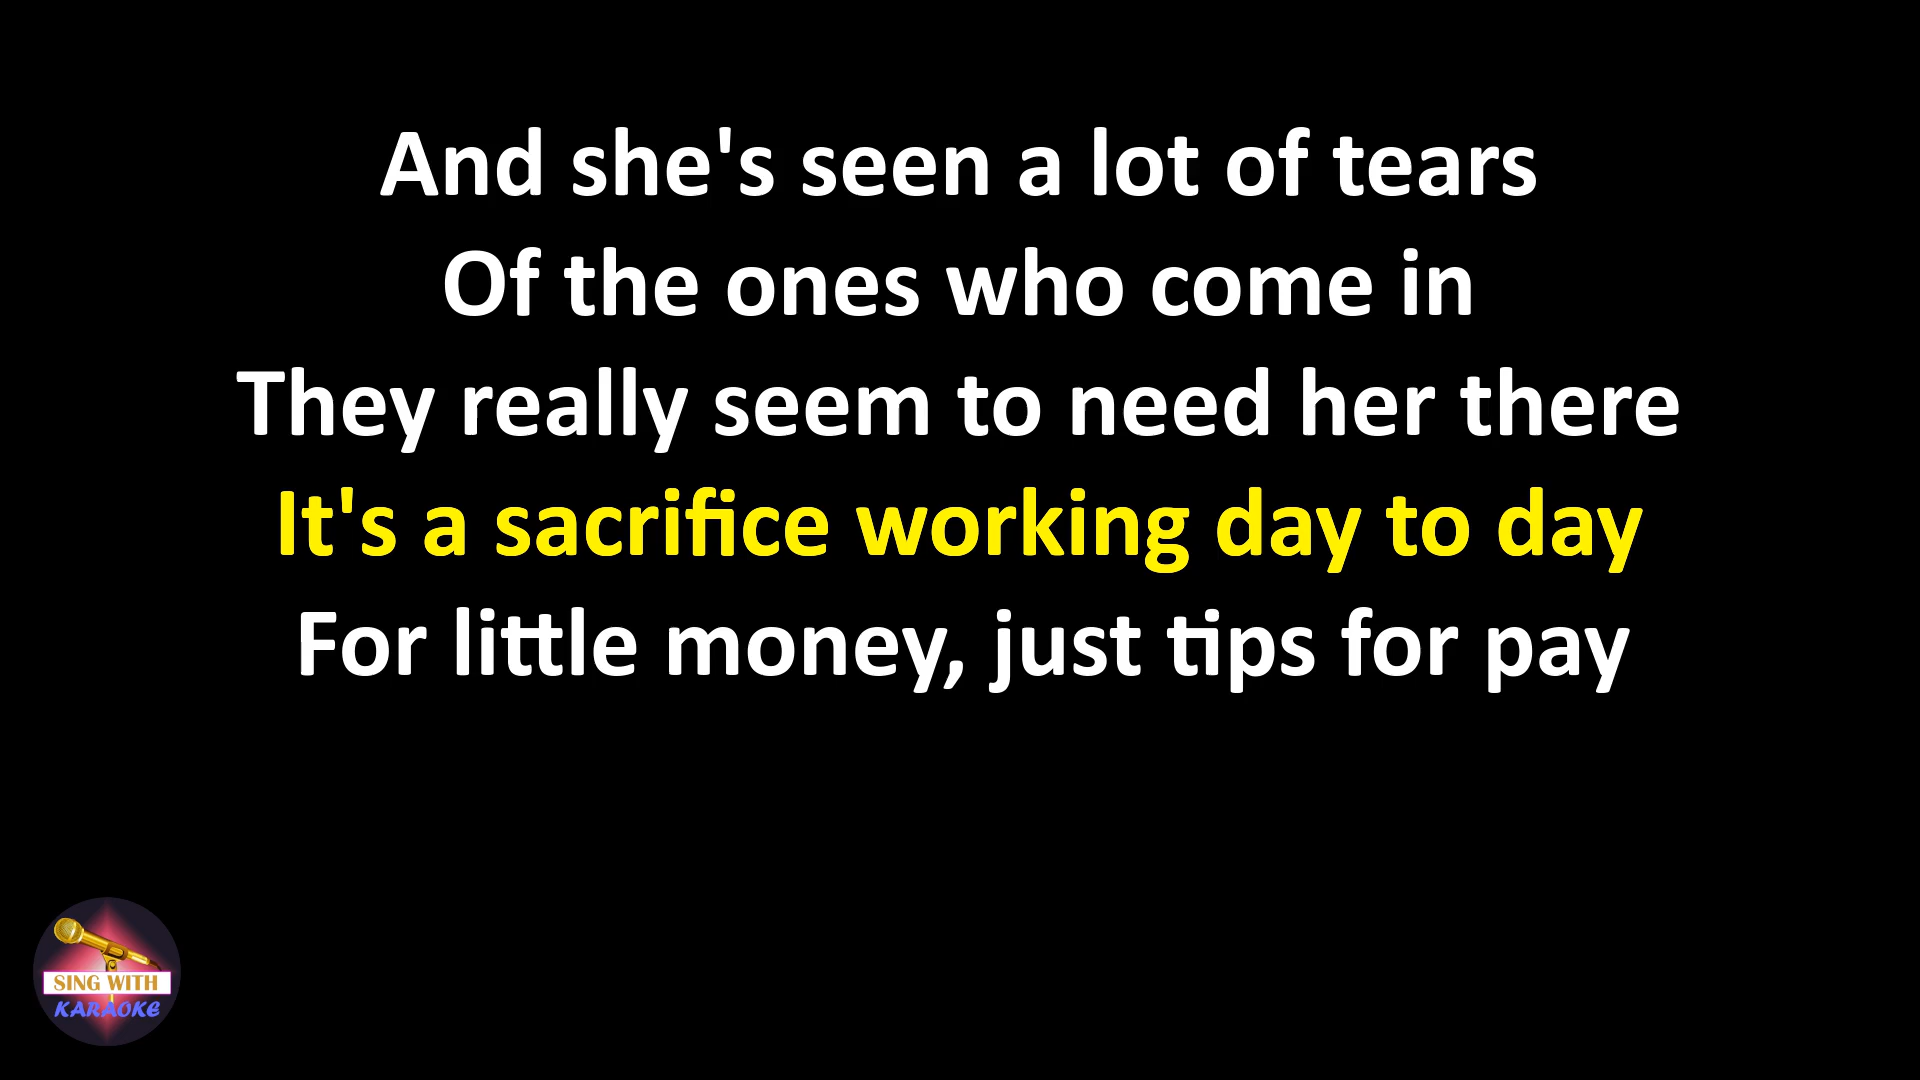 And she's seen a lot of tears
Of the ones who come in
They really seem to need her there
It's a sacrifice working day to day
For little money, just tips for pay
SING WITH
KARAOKE